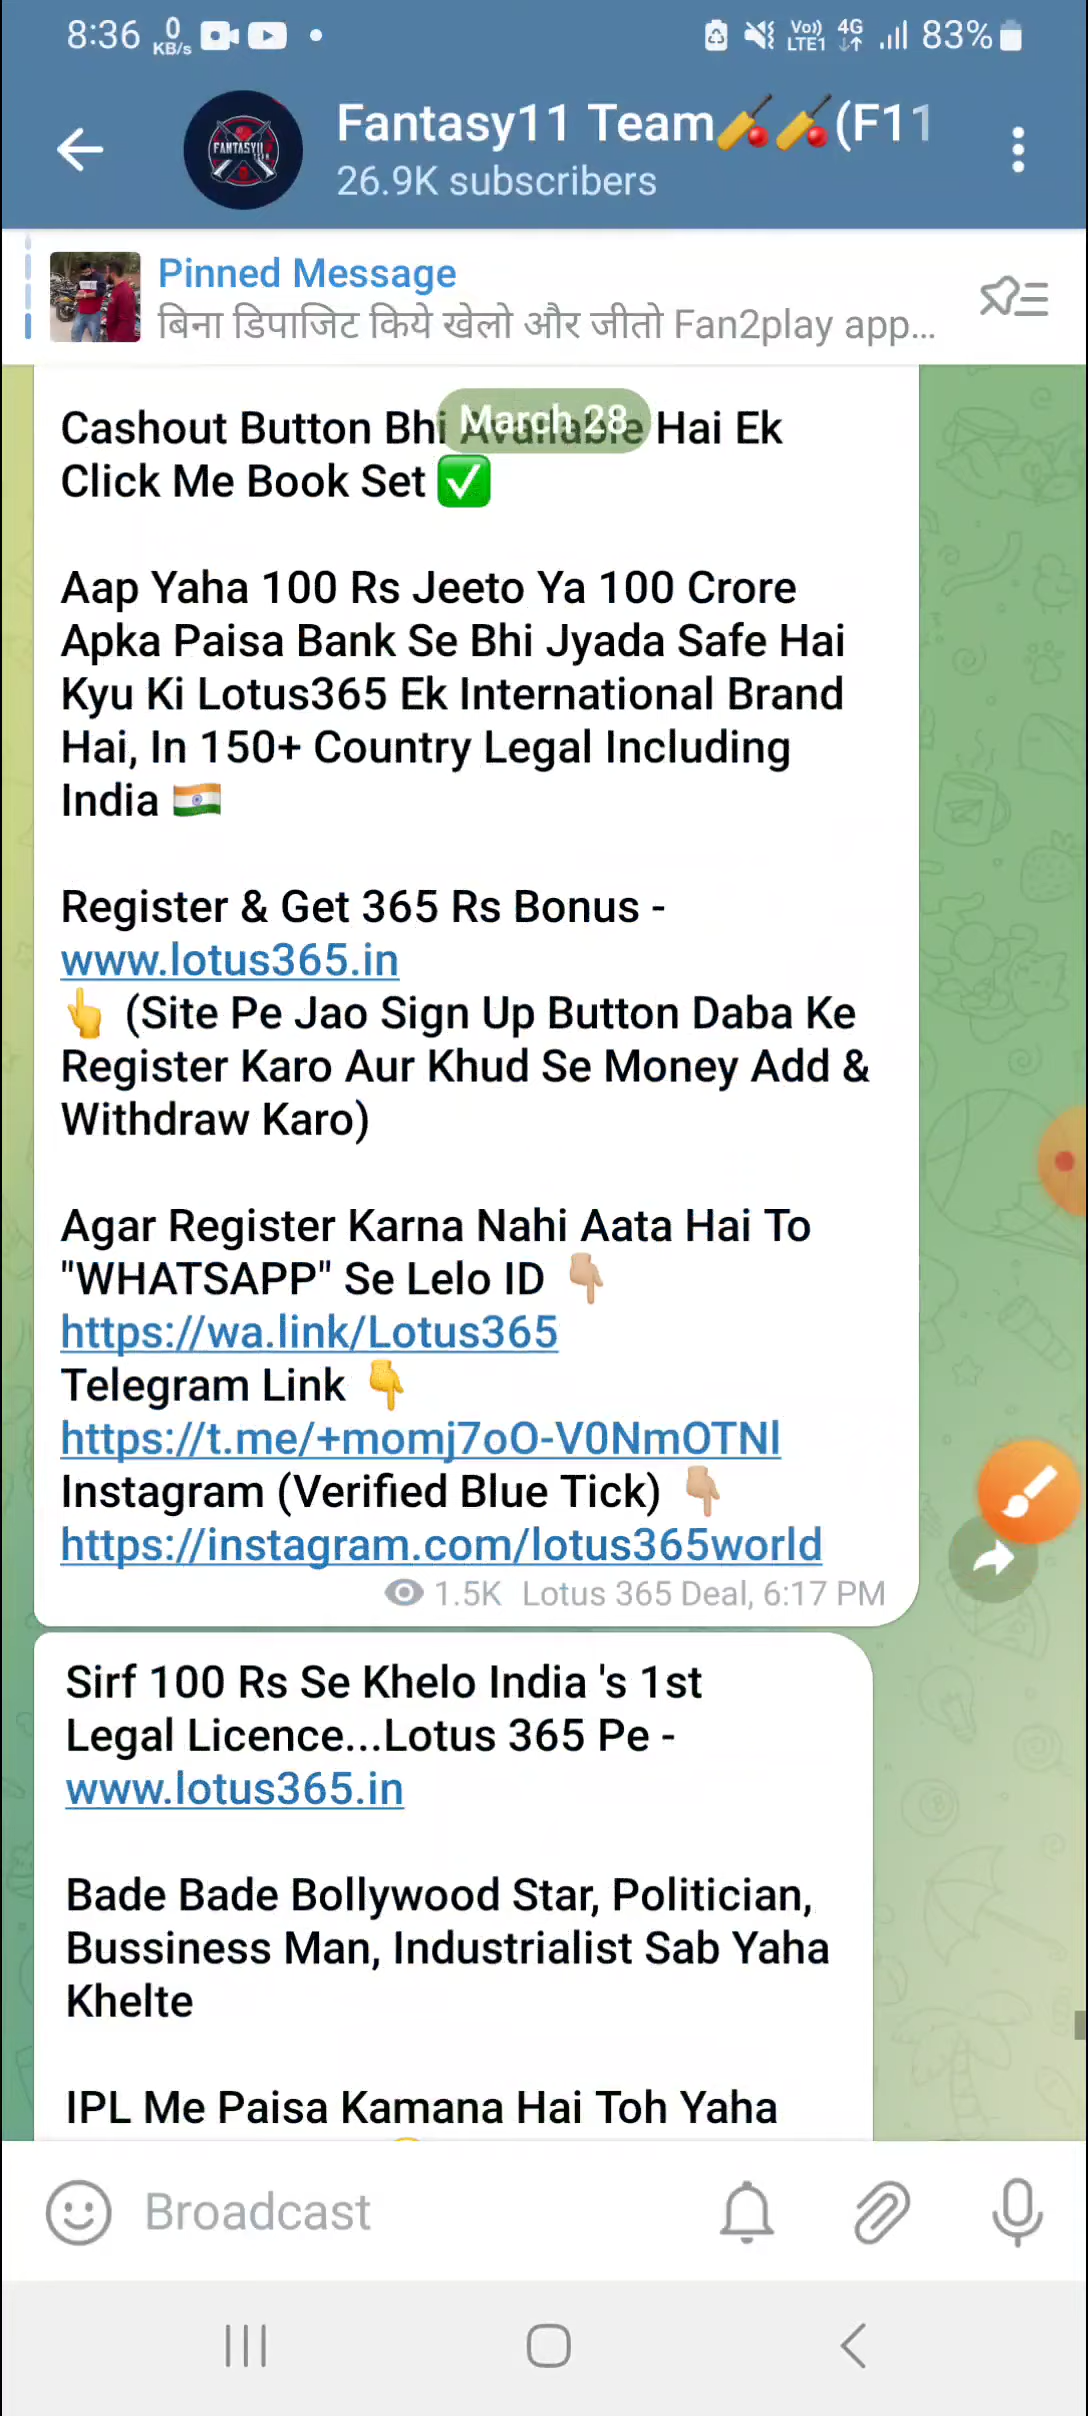 8:36
0
KB/s
Vo))
LTE1
4G
83%
FANTASY11
TEAM
Fantasy11 Team🏏🏏(F11
26.9K subscribers
Pinned Message
बिना डिपाजिट किये खेलो और जीतो Fan2play app...
March 28
Cashout Button Bhi Available Hai Ek
Click Me Book Set ✅
Aap Yaha 100 Rs Jeeto Ya 100 Crore
Apka Paisa Bank Se Bhi Jyada Safe Hai
Kyu Ki Lotus365 Ek International Brand
Hai, In 150+ Country Legal Including
India 🇮🇳
Register & Get 365 Rs Bonus -
www.lotus365.in
👆 (Site Pe Jao Sign Up Button Daba Ke
Register Karo Aur Khud Se Money Add &
Withdraw Karo)
Agar Register Karna Nahi Aata Hai To
"WHATSAPP" Se Lelo ID 👇🏼
https://wa.link/Lotus365
Telegram Link 👇
https://t.me/+momj7oO-V0NmOTNl
Instagram (Verified Blue Tick) 👇🏼
https://instagram.com/lotus365world
1.5K Lotus 365 Deal, 6:17 PM
Sirf 100 Rs Se Khelo India 's 1st
Legal Licence...Lotus 365 Pe -
www.lotus365.in
Bade Bade Bollywood Star, Politician,
Bussiness Man, Industrialist Sab Yaha
Khelte
IPL Me Paisa Kamana Hai Toh Yaha
Broadcast